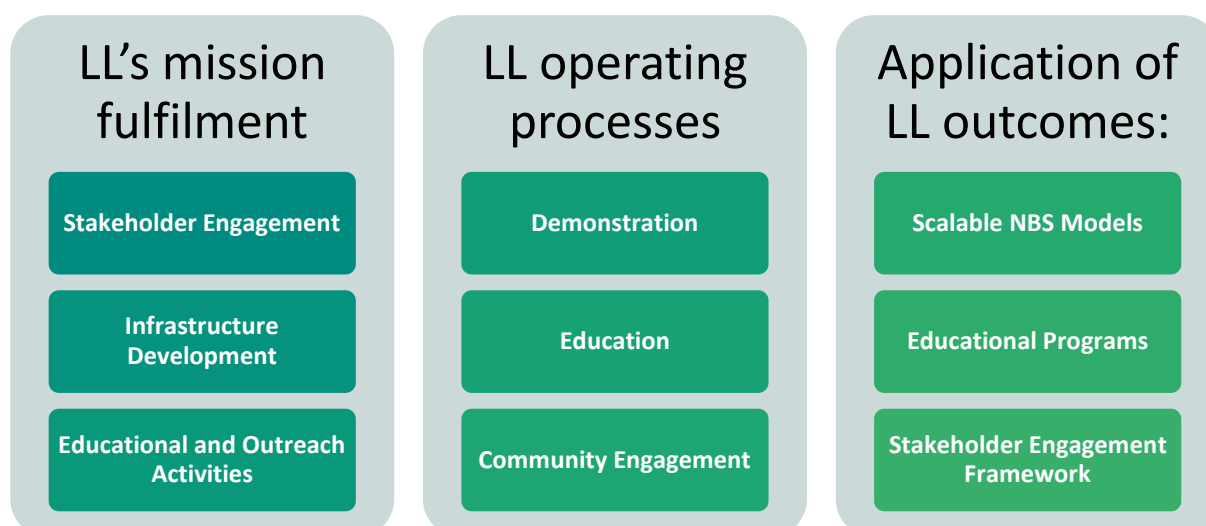 LL’s mission
fulfilment
Stakeholder Engagement
Infrastructure
Development
Educational and Outreach
Activities
LL operating
processes
Demonstration
Education
Community Engagement
Application of
LL outcomes:
Scalable NBS Models
Educational Programs
Stakeholder Engagement
Framework